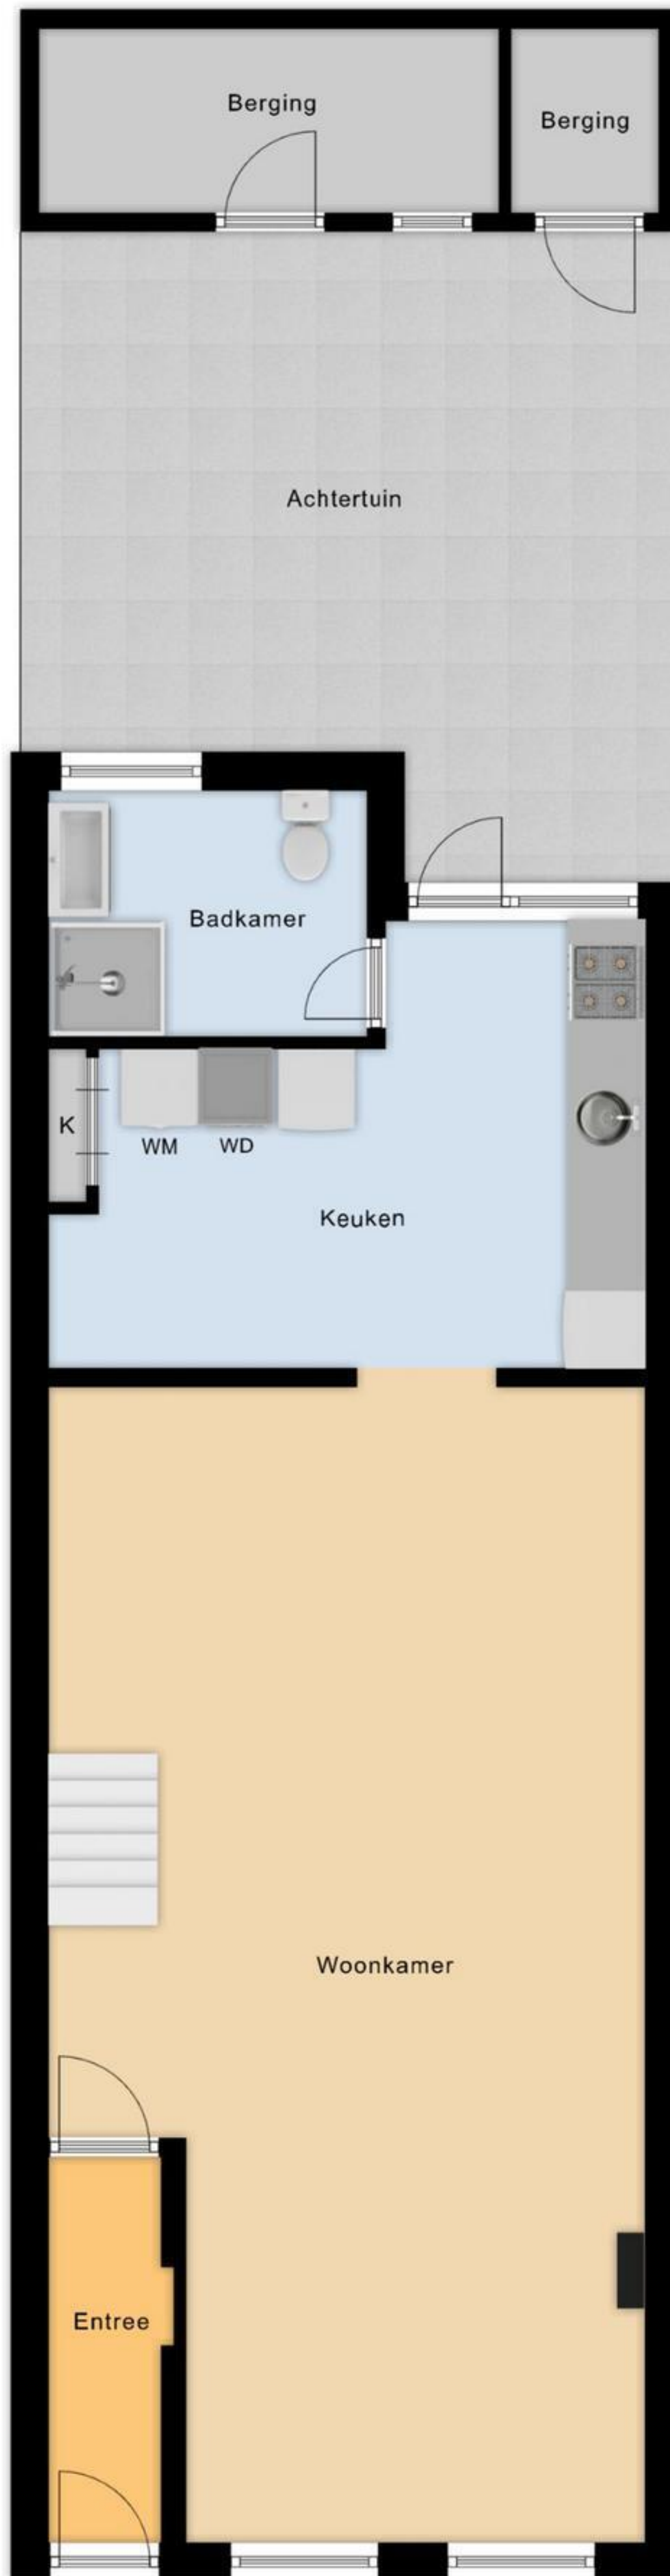 Berging
Berging
Achtertuin
Badkamer
K
WM
WD
Keuken
Woonkamer
Entree